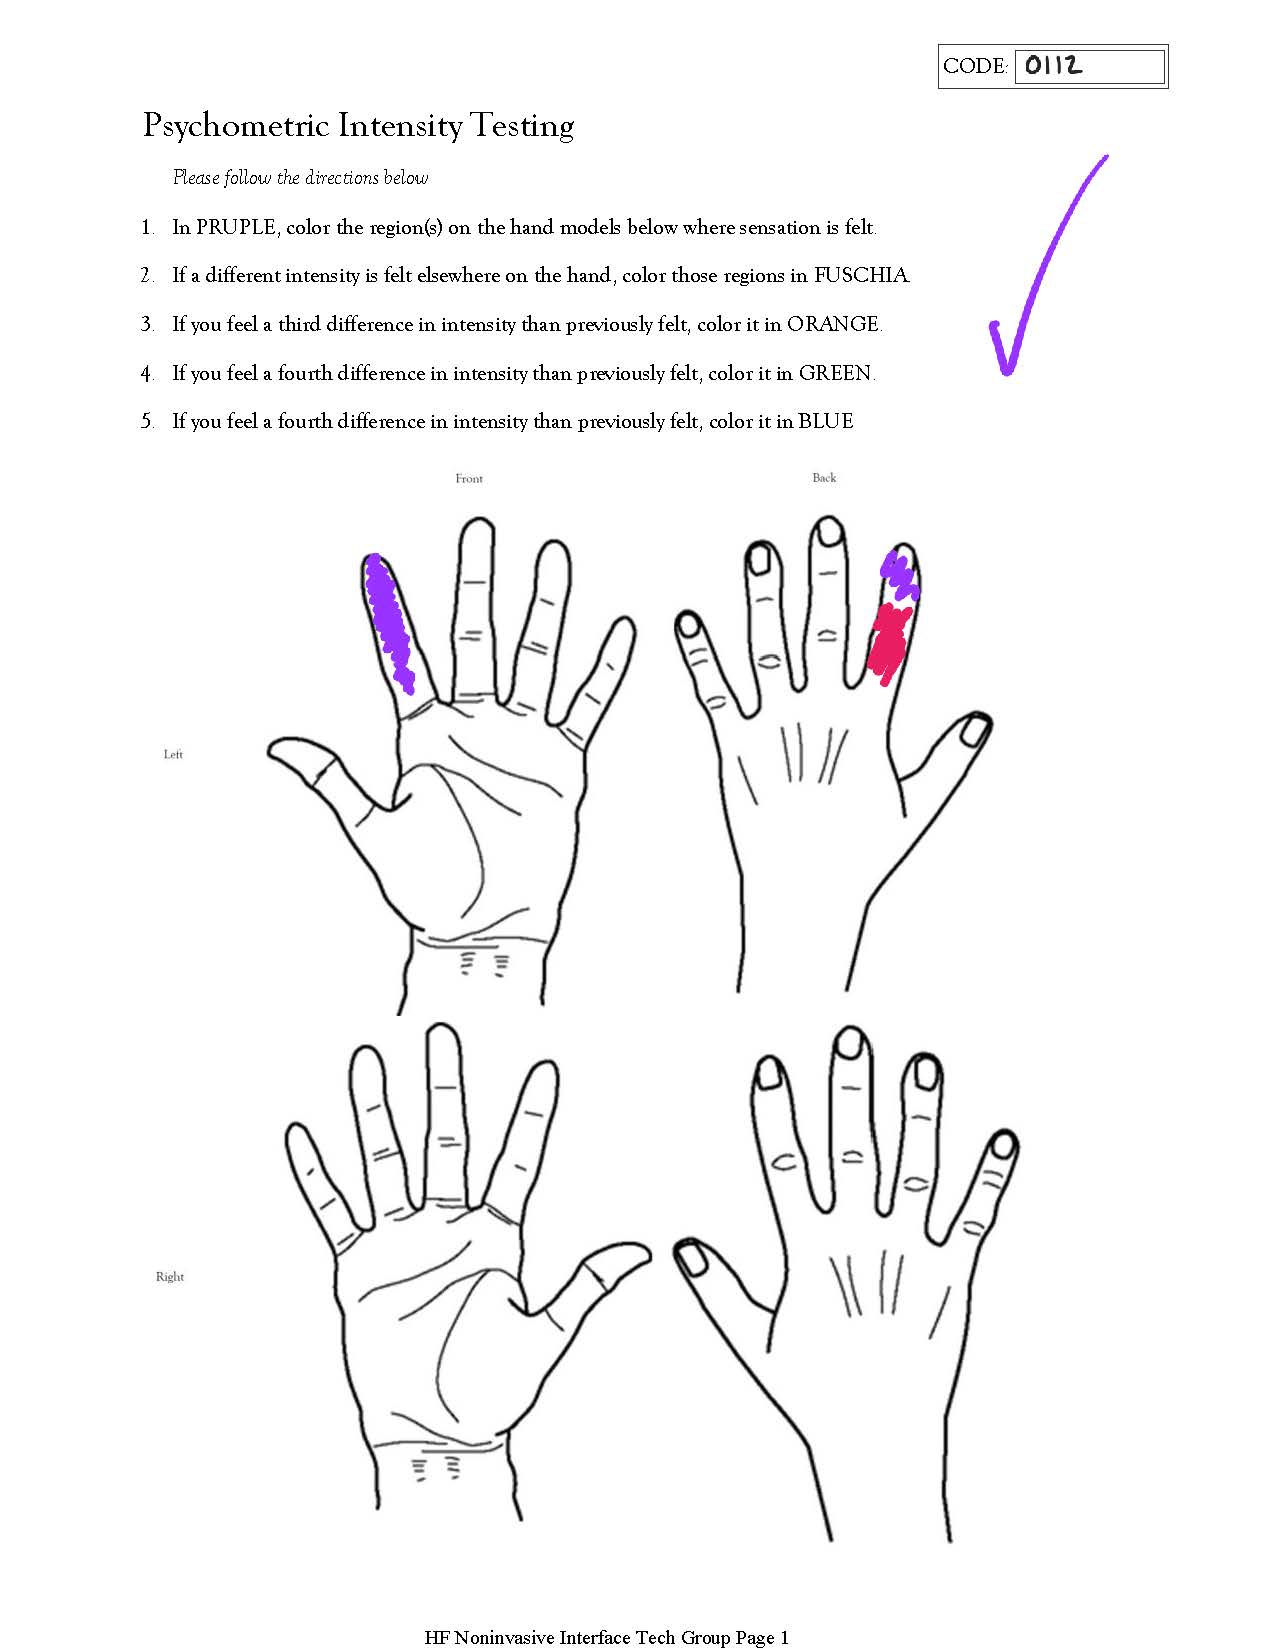 CODE: 0112
Psychometric Intensity Testing
Please follow the directions below
1. In PRUPLE, color the region(s) on the hand models below where sensation is felt.
2. If a different intensity is felt elsewhere on the hand, color those regions in FUSCHIA.
3. If you feel a third difference in intensity than previously felt, color it in ORANGE.
4. If you feel a fourth difference in intensity than previously felt, color it in GREEN.
5. If you feel a fourth difference in intensity than previously felt, color it in BLUE
Front Back
Left
Right
HF Noninvasive Interface Tech Group Page 1